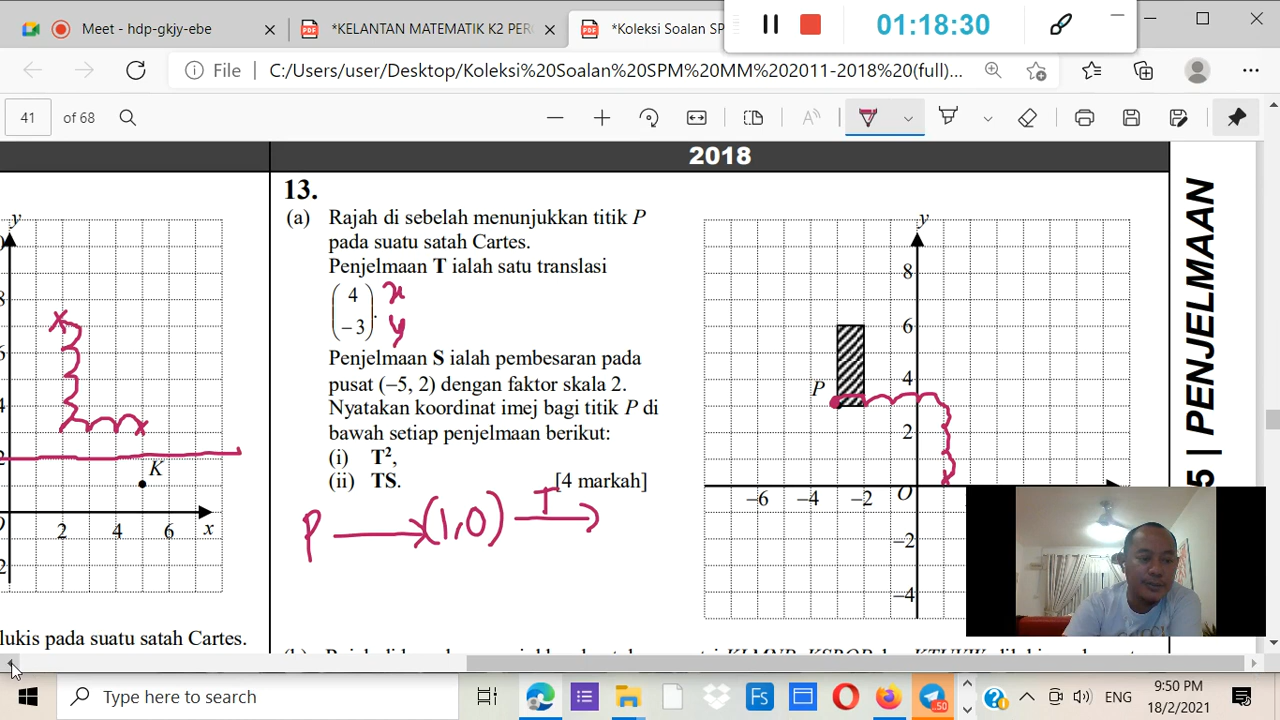 Meet - hdp-gkjy-ebe
*KELANTAN MATEMATIK K2 PER
*Koleksi Soalan SP
01:18:30
File
C:/Users/user/Desktop/Koleksi%20Soalan%20SPM%20MM%202011-2018%20(full)...
41 of 68
2018
13.
(a) Rajah di sebelah menunjukkan titik P
pada suatu satah Cartes.
Penjelmaan T ialah satu translasi
4 x
−3 . y
Penjelmaan S ialah pembesaran pada
pusat (−5, 2) dengan faktor skala 2.
Nyatakan koordinat imej bagi titik P di
bawah setiap penjelmaan berikut:
(i) T²,
(ii) TS. [4 markah]
P (1,0) T
y
8
6
4
P
2
−6 −4 −2 O
−2
−4
y
K
2 4 6 x
lukis pada suatu satah Cartes.
5 | PENJELMAAN
Type here to search
Fs
50
ENG
9:50 PM
18/2/2021